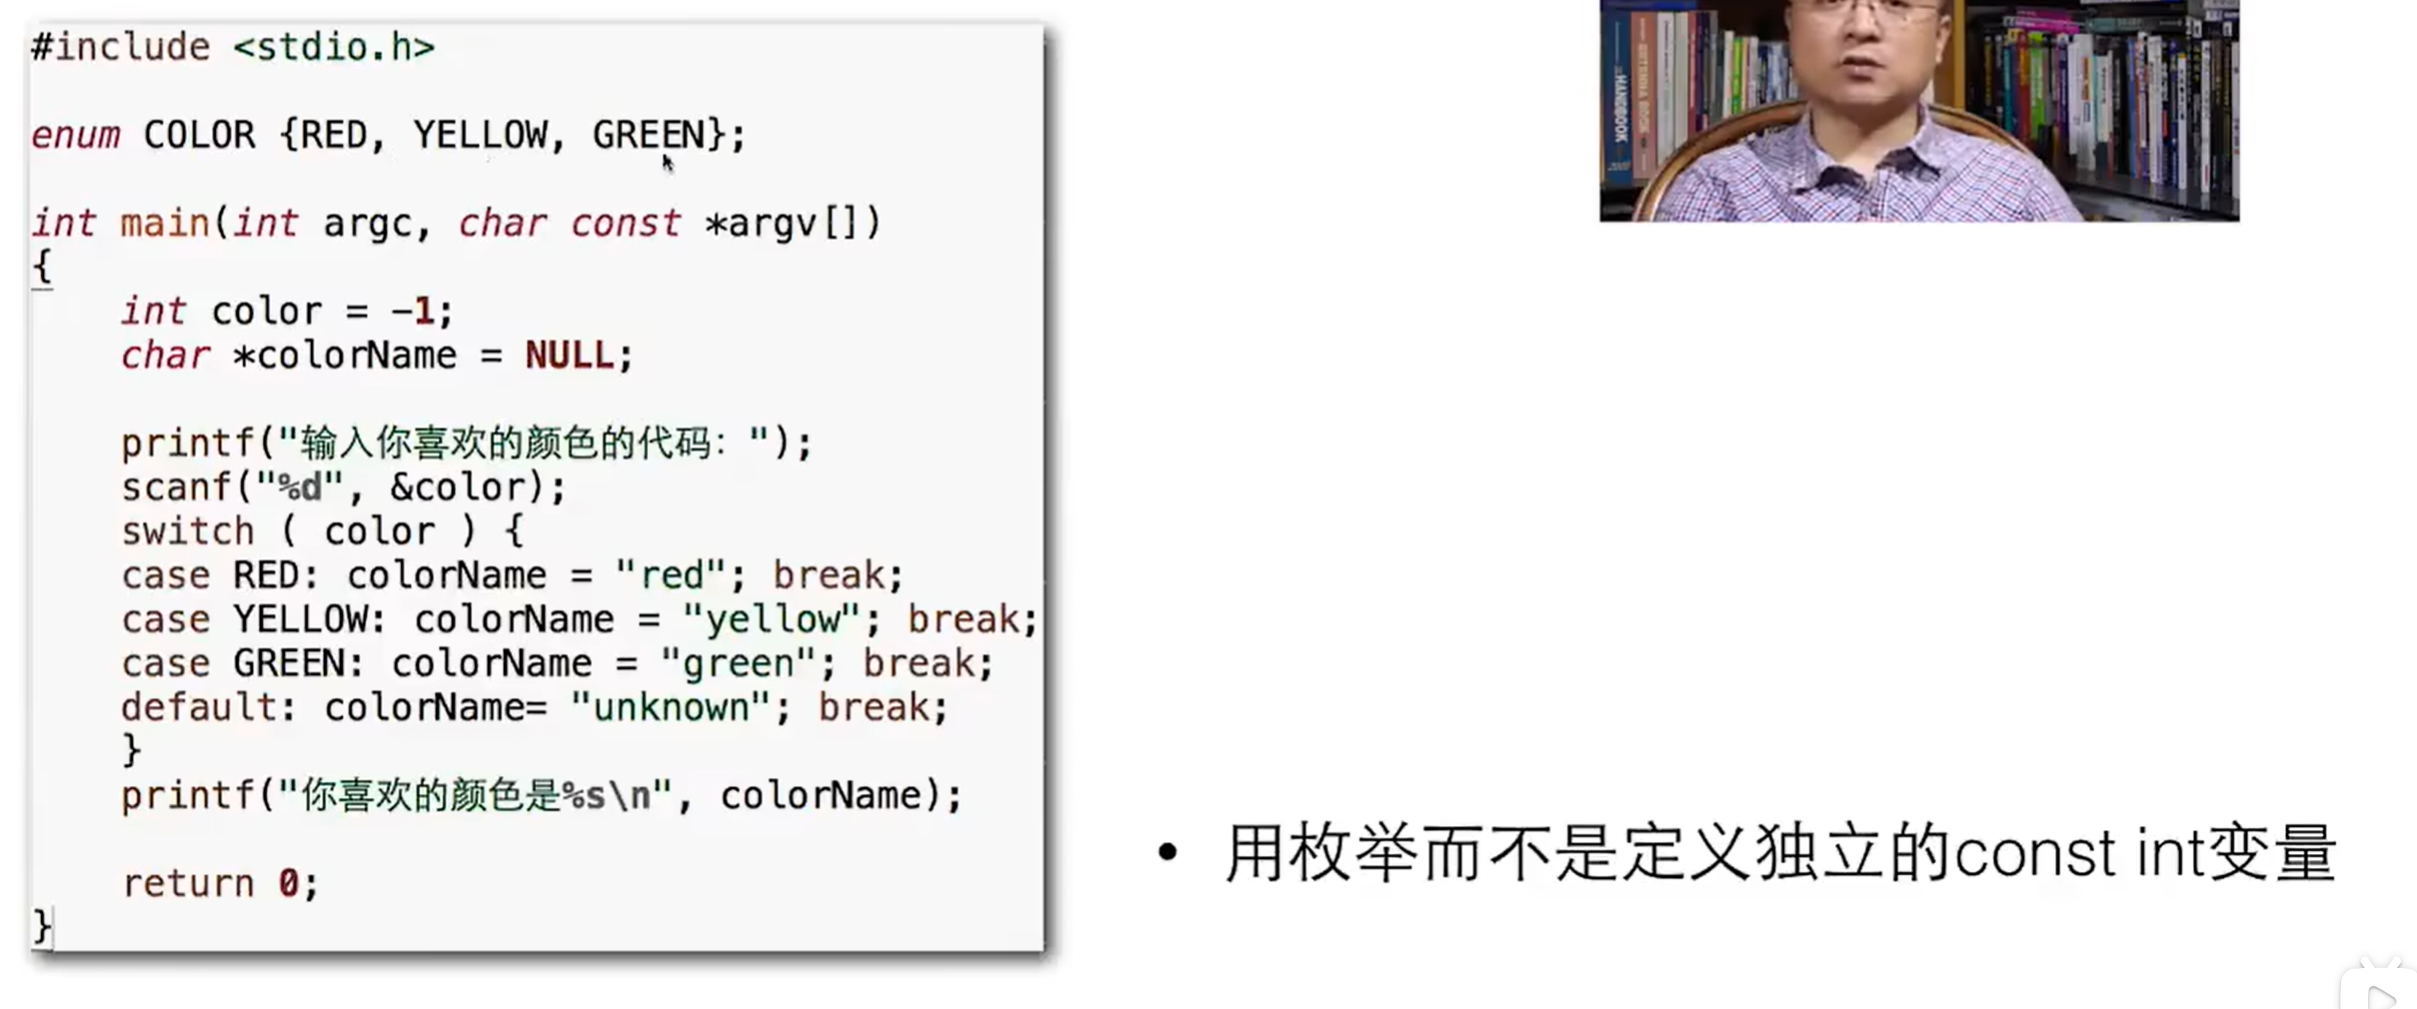 #include <stdio.h>
enum COLOR {RED, YELLOW, GREEN};
int main(int argc, char const *argv[])
{
int color = -1;
char *colorName = NULL;
printf("输入你喜欢的颜色的代码：");
scanf("%d", &color);
switch ( color ) {
case RED: colorName = "red"; break;
case YELLOW: colorName = "yellow"; break;
case GREEN: colorName = "green"; break;
default: colorName= "unknown"; break;
}
printf("你喜欢的颜色是%s\n", colorName);
return 0;
}
HANDBOOK
ANTENNA BOOK
• 用枚举而不是定义独立的const int变量